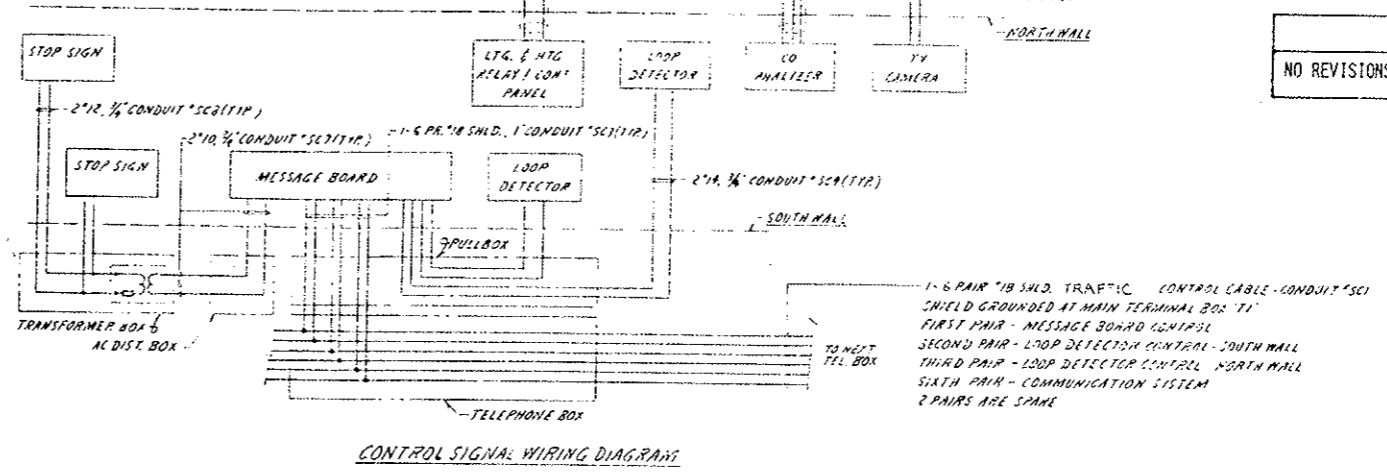 NORTH WALL
NO REVISIONS
STOP SIGN
LTG. & HTG
RELAY / CONT
PANEL
LOOP
DETECTOR
CO
ANALIZER
TV
CAMERA
2#12, 3/4" CONDUIT "SC8(TYP.)
2#10, 3/4" CONDUIT "SC7(TYP.)
1-6 PR. #18 SHLD., 1" CONDUIT "SC1(TYP.)
STOP SIGN
MESSAGE BOARD
LOOP
DETECTOR
2#14, 3/4" CONDUIT "SC9(TYP.)
SOUTH WALL
PULLBOX
TRANSFORMER BOX
AC DIST. BOX
TO NEXT
TEL. BOX
1-6 PAIR #18 SHLD. TRAFFIC CONTROL CABLE-CONDUIT "SC1
SHIELD GROUNDED AT MAIN TERMINAL BOX "T1"
FIRST PAIR - MESSAGE BOARD CONTROL
SECOND PAIR - LOOP DETECTOR CONTROL - SOUTH WALL
THIRD PAIR - LOOP DETECTOR CONTROL NORTH WALL
SIXTH PAIR - COMMUNICATION SISTEM
2 PAIRS ARE SPARE
TELEPHONE BOX
CONTROL SIGNAL WIRING DIAGRAM